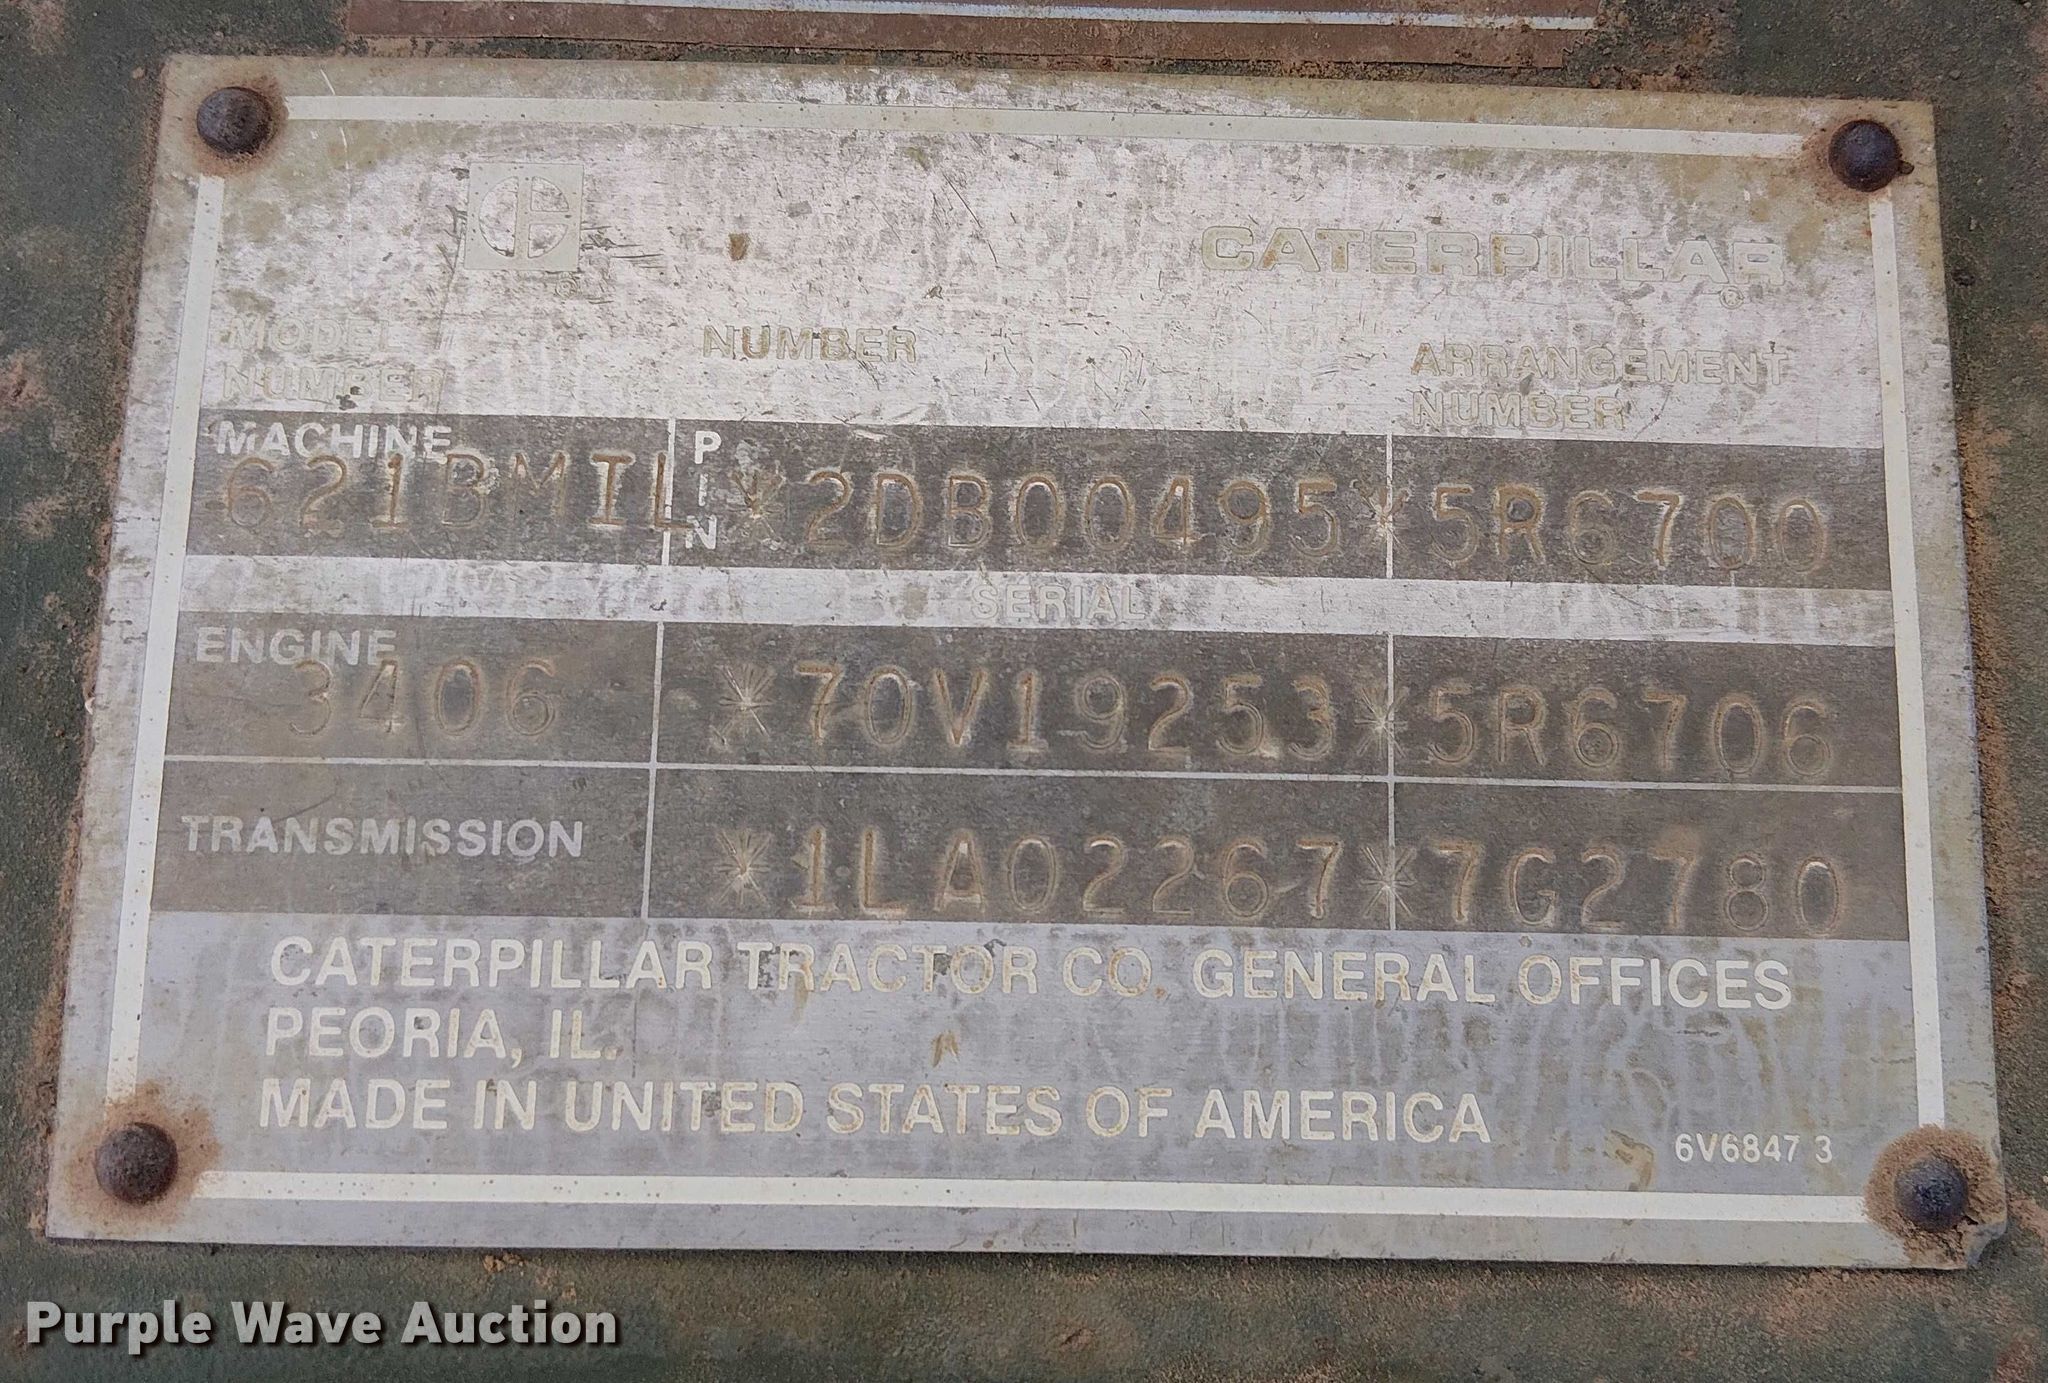 CATERPILLAR ®
MODEL NUMBER
NUMBER
ARRANGEMENT NUMBER
MACHINE 621BMIL PIN *2DB00495* 5R6700
SERIAL
ENGINE 3406 *70V19253* 5R6706
TRANSMISSION *1LA02267* 7G2780
CATERPILLAR TRACTOR CO. GENERAL OFFICES
PEORIA, IL.
MADE IN UNITED STATES OF AMERICA
6V6847 3
Purple Wave Auction